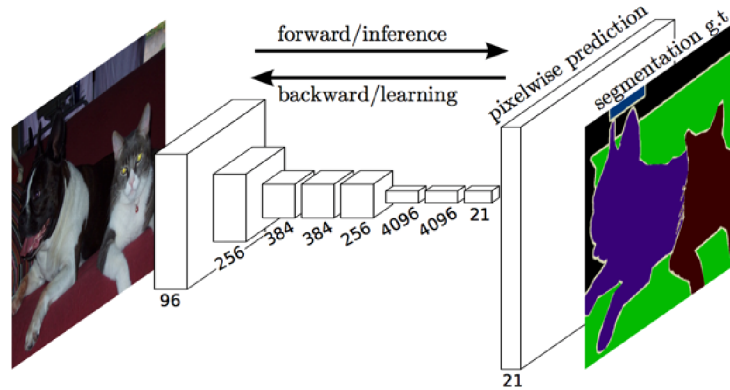 forward/inference
backward/learning
pixelwise prediction
segmentation g.t.
96
256
384
384
256
4096
4096
21
21